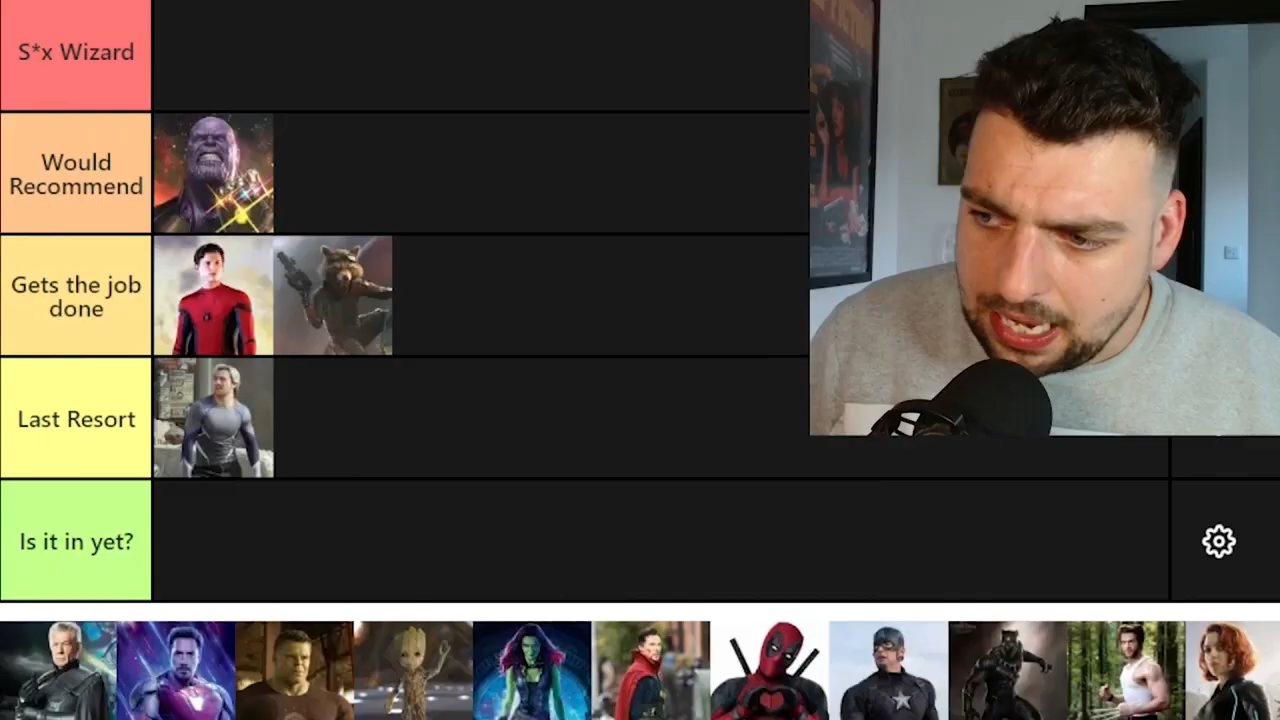 S*x Wizard
Would
Recommend
Gets the job
done
Last Resort
Is it in yet?